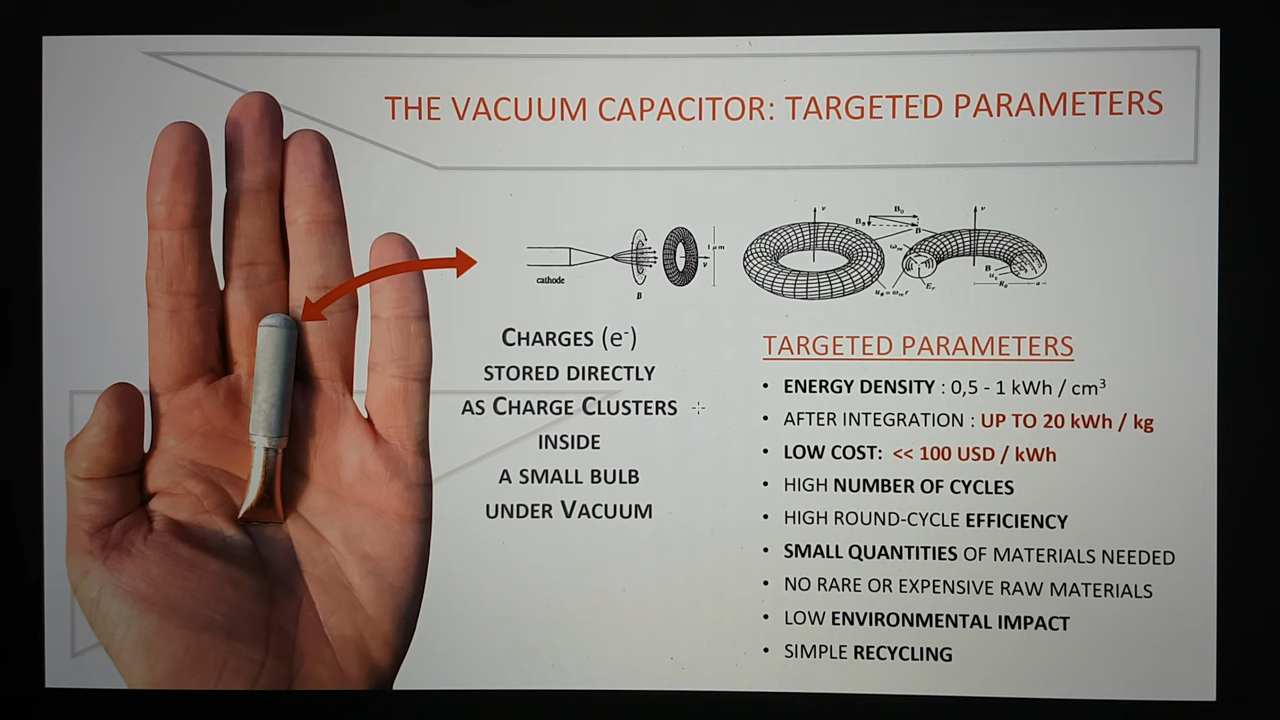 THE VACUUM CAPACITOR: TARGETED PARAMETERS
cathode
B
1 μm
v
v
B
v
CHARGES (e-)
STORED DIRECTLY
AS CHARGE CLUSTERS
INSIDE
A SMALL BULB
UNDER VACUUM
TARGETED PARAMETERS
• ENERGY DENSITY : 0,5 - 1 kWh / cm³
• AFTER INTEGRATION : UP TO 20 kWh / kg
• LOW COST: << 100 USD / kWh
• HIGH NUMBER OF CYCLES
• HIGH ROUND-CYCLE EFFICIENCY
• SMALL QUANTITIES OF MATERIALS NEEDED
• NO RARE OR EXPENSIVE RAW MATERIALS
• LOW ENVIRONMENTAL IMPACT
• SIMPLE RECYCLING